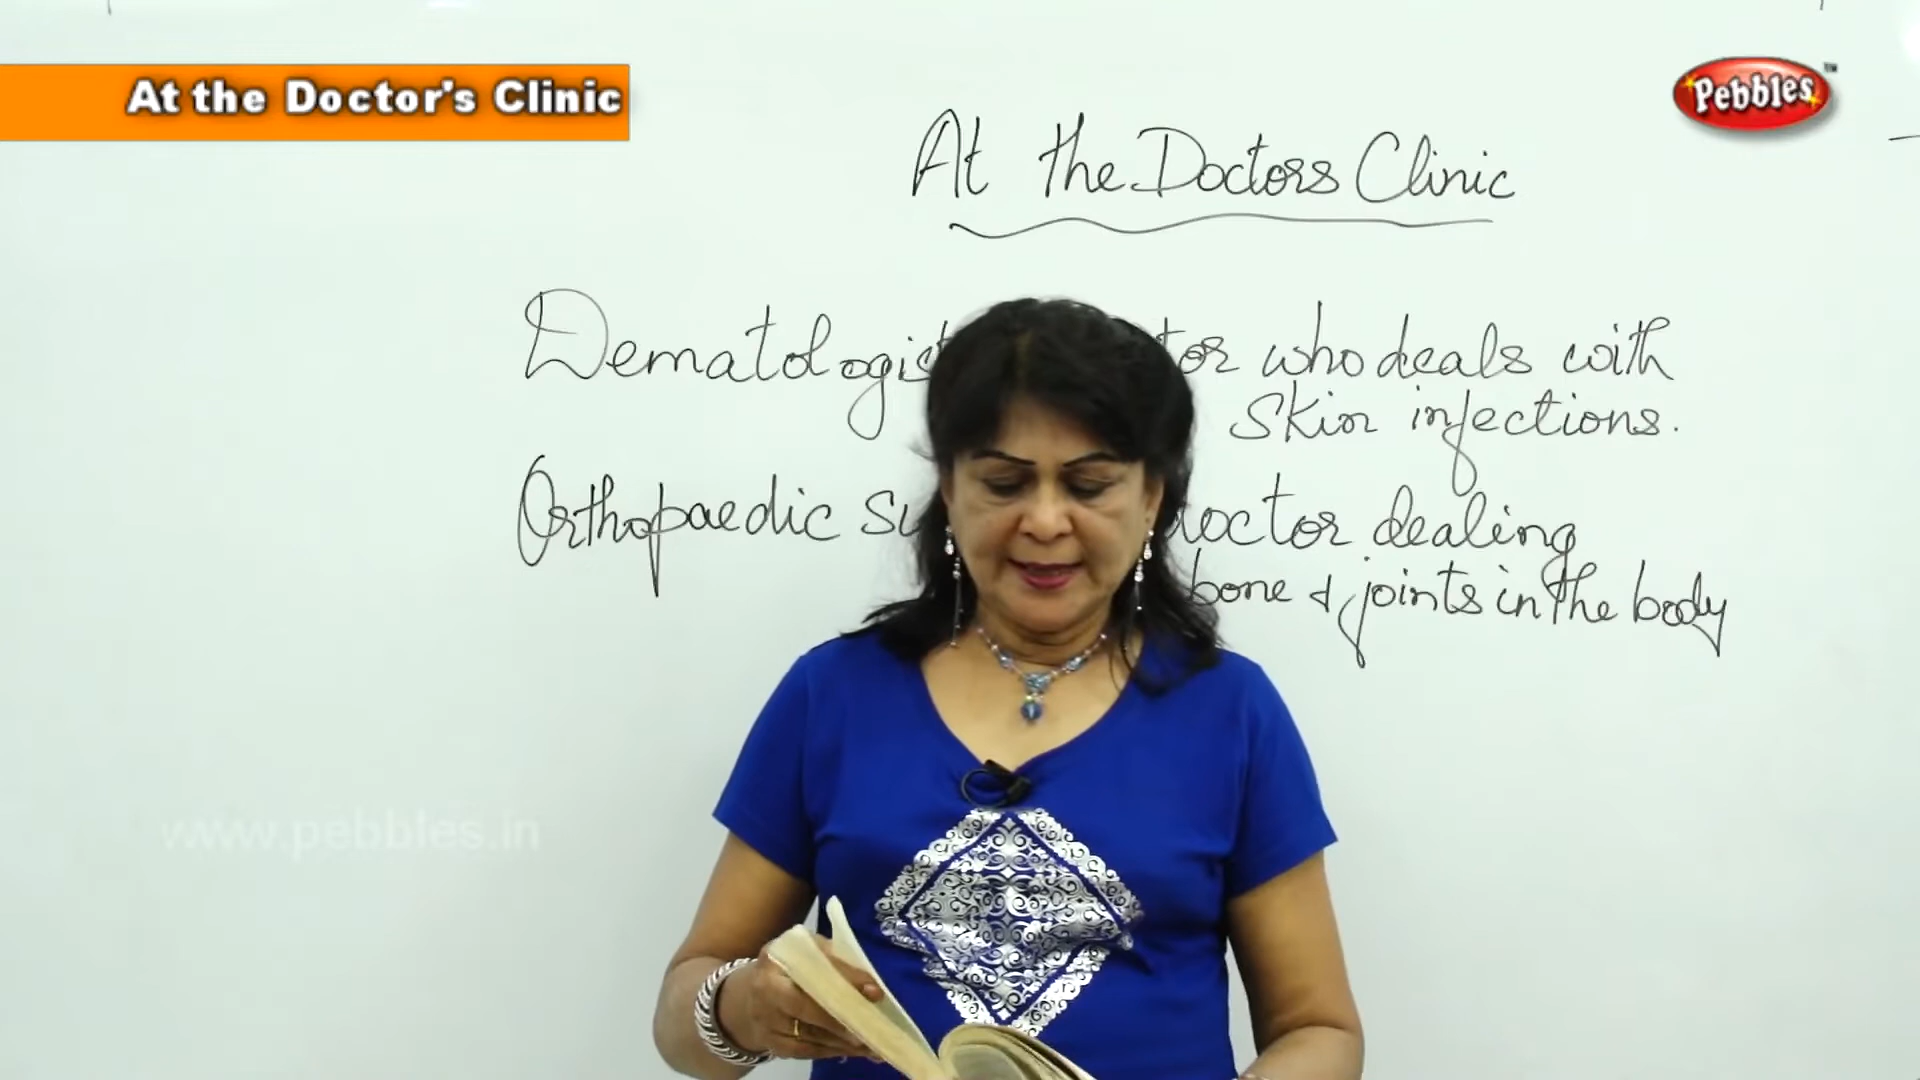 At the Doctor's Clinic
Pebbles™
At the Doctors Clinic
Dematologist who deals with
Skin infections.
Orthopaedic doctor dealing
bone & joints in the body
www.pebbles.in